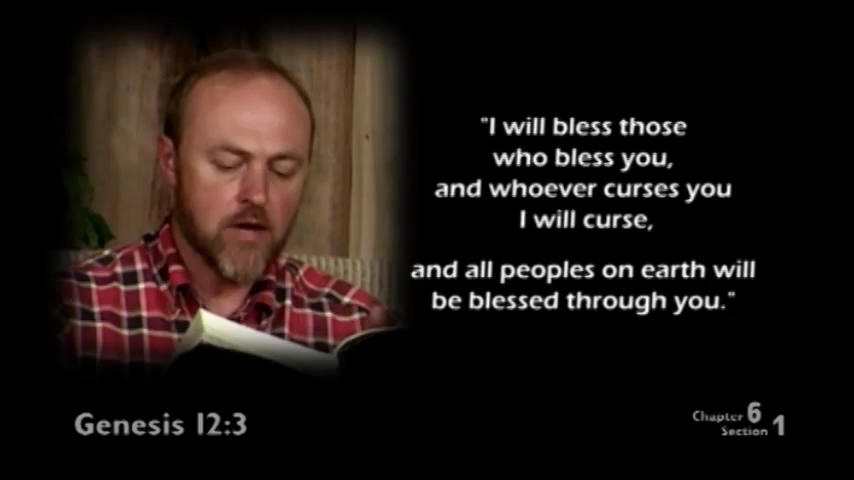 "I will bless those
who bless you,
and whoever curses you
I will curse,
and all peoples on earth will
be blessed through you."
Genesis 12:3
Chapter 6
Section 1